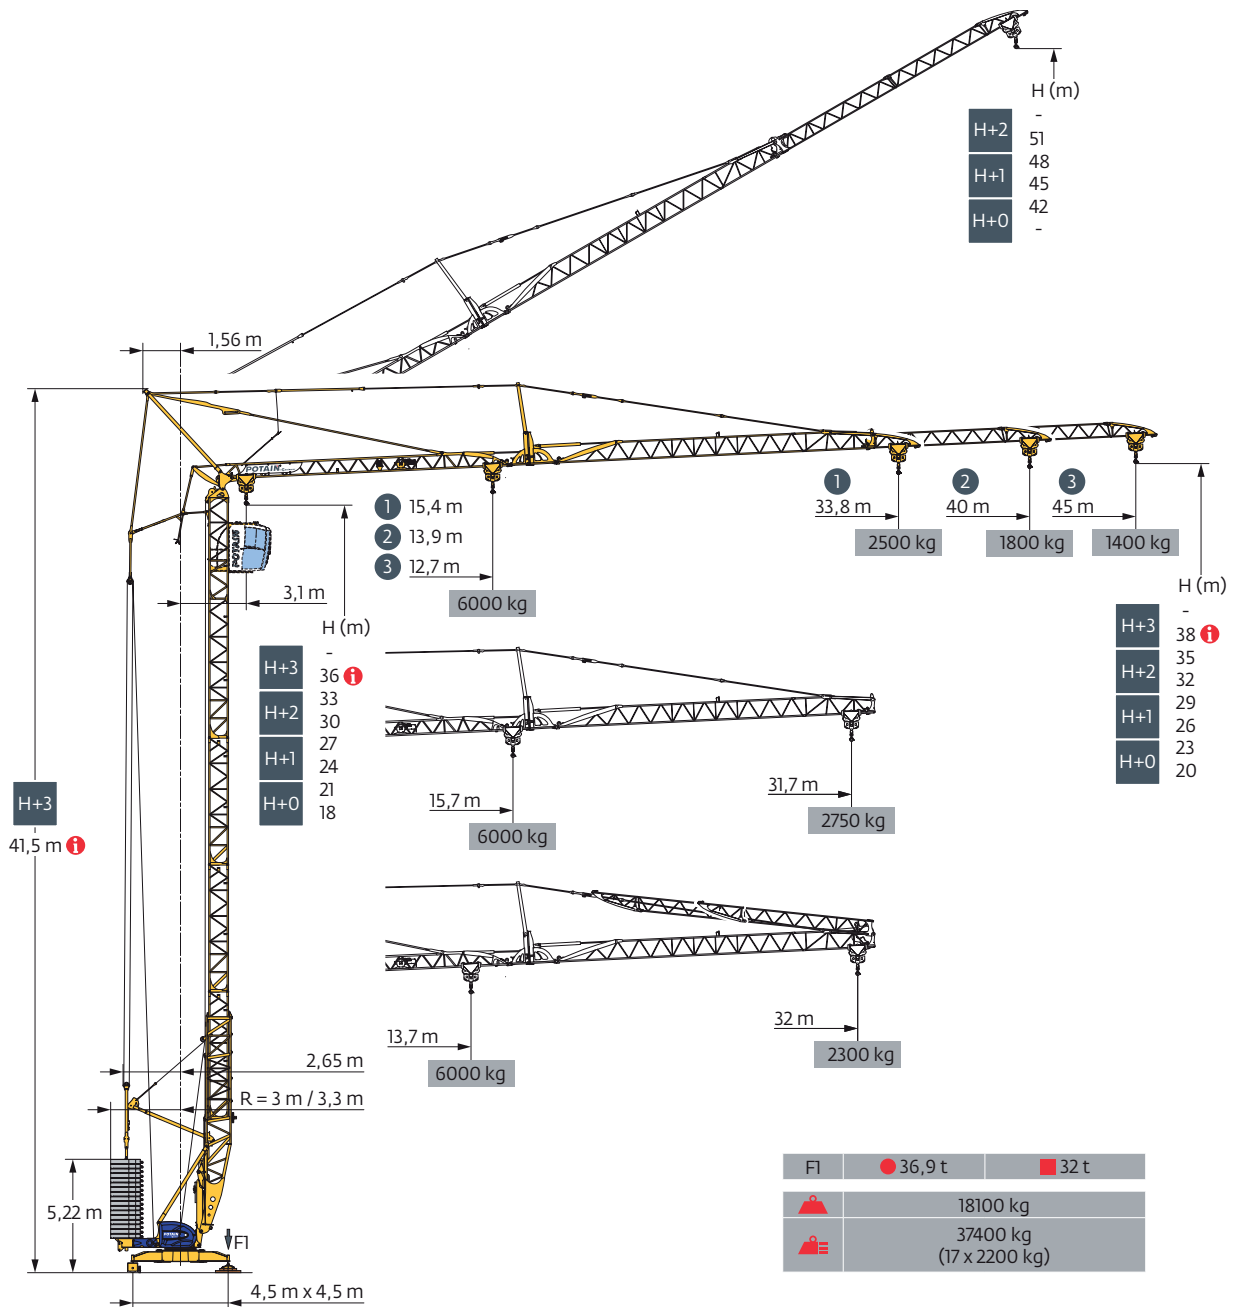 H (m)
H+2
-
51
H+1
48
45
H+0
42
-
1,56 m
POTAIN
POTAIN
1 15,4 m
2 13,9 m
3 12,7 m
6000 kg
1
33,8 m
2500 kg
2
40 m
1800 kg
3
45 m
1400 kg
3,1 m
H (m)
H+3
-
36 i
H+2
33
30
H+1
27
24
H+0
21
18
H (m)
H+3
-
38 i
H+2
35
32
H+1
29
26
H+0
23
20
H+3
41,5 m i
15,7 m
6000 kg
31,7 m
2750 kg
13,7 m
6000 kg
32 m
2300 kg
2,65 m
R = 3 m / 3,3 m
5,22 m
F1
4,5 m x 4,5 m
F1 36,9 t 32 t
18100 kg
37400 kg
(17 x 2200 kg)